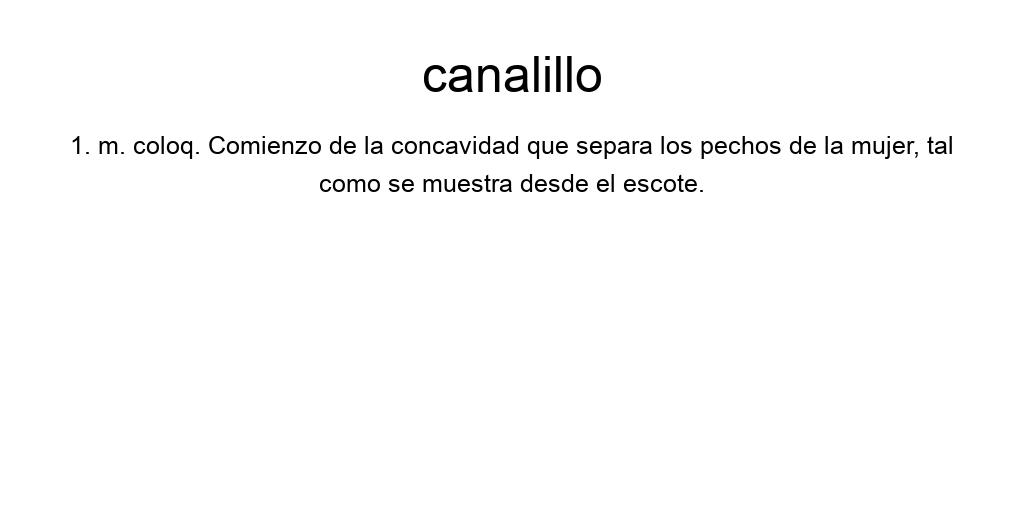 canalillo
1. m. coloq. Comienzo de la concavidad que separa los pechos de la mujer, tal
como se muestra desde el escote.